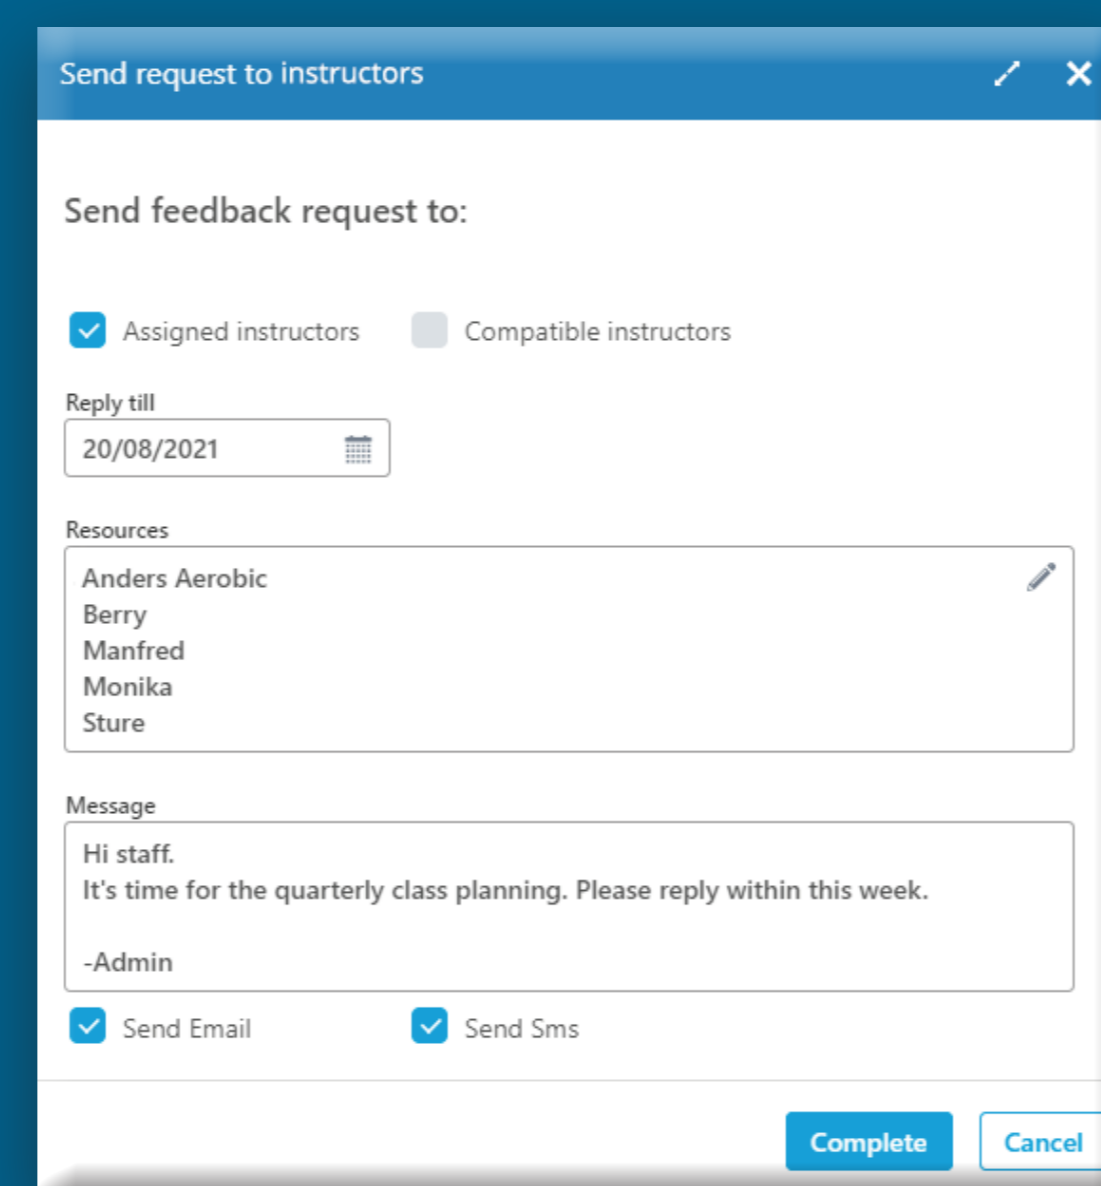 Send request to instructors
Send feedback request to:
Assigned instructors Compatible instructors
Reply till
20/08/2021
Resources
Anders Aerobic
Berry
Manfred
Monika
Sture
Message
Hi staff.
It's time for the quarterly class planning. Please reply within this week.
-Admin
Send Email Send Sms
Complete Cancel